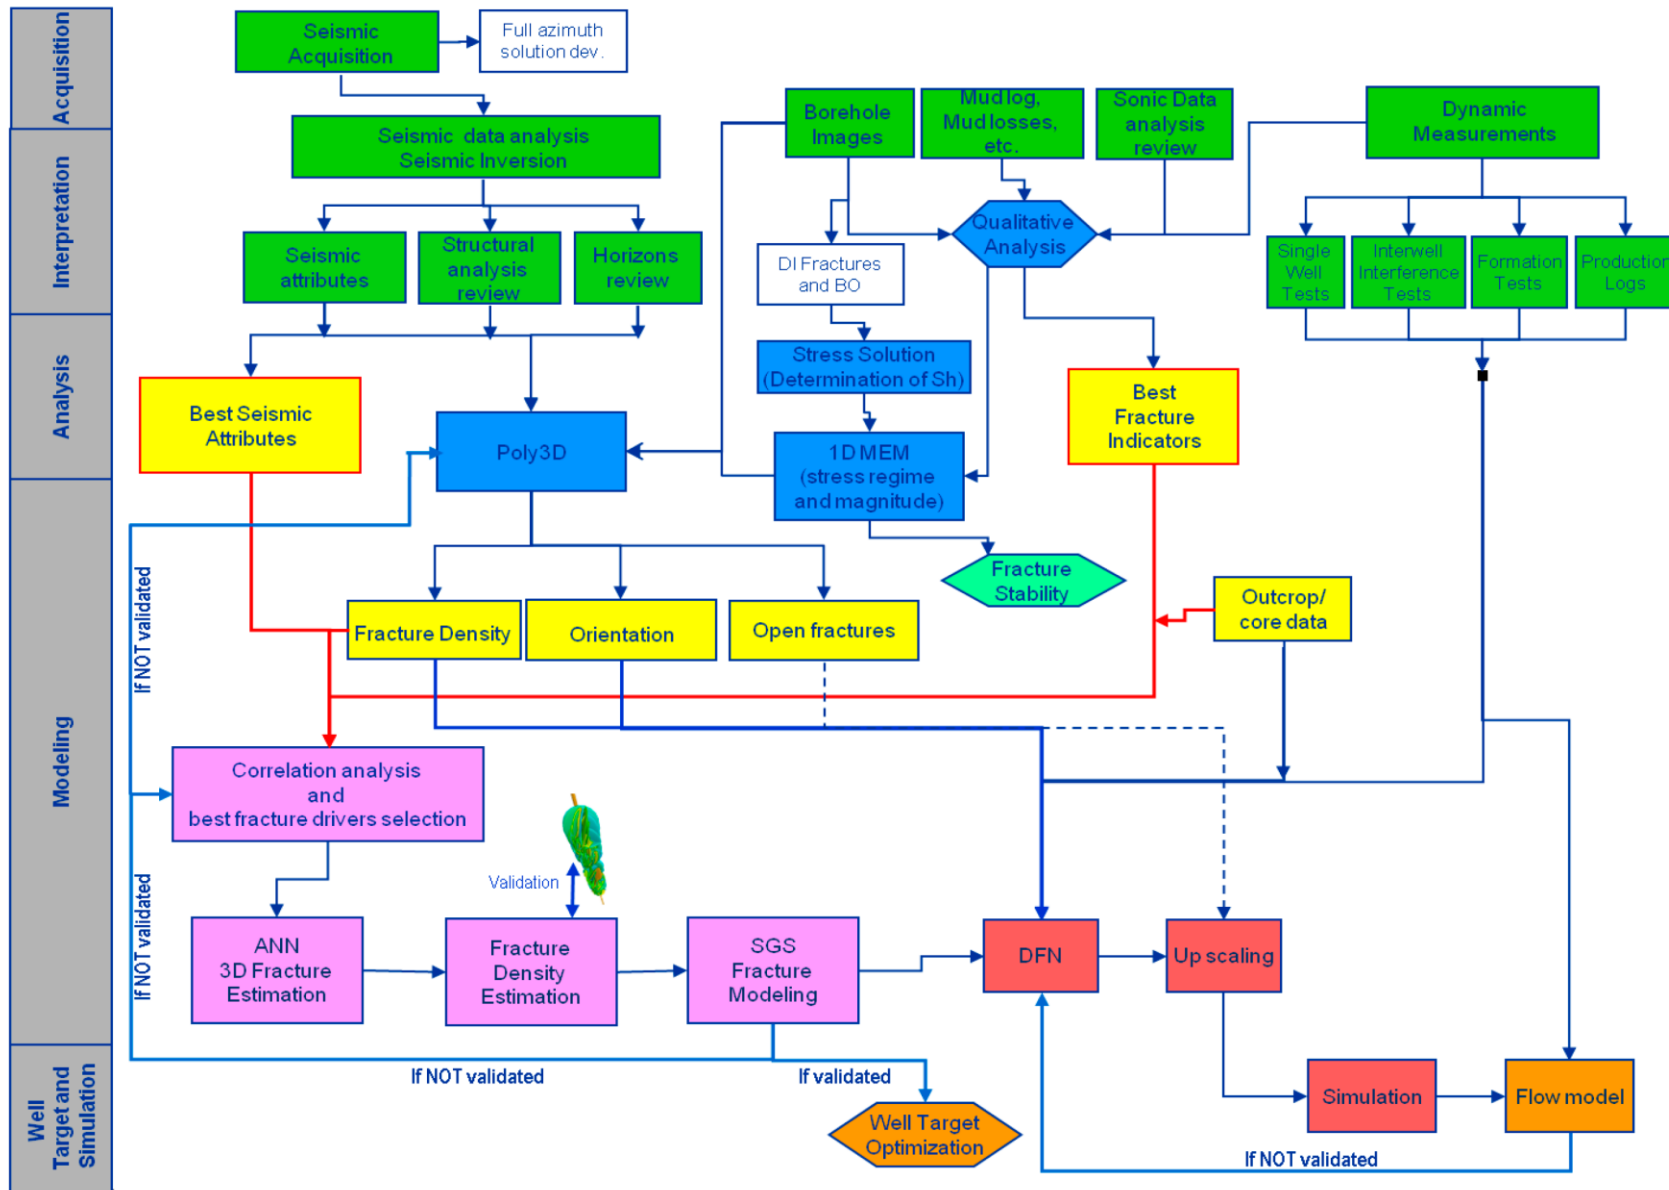 Acquisition
Interpretation
Analysis
Modeling
Well
Target and
Simulation
Seismic
Acquisition
Full azimuth
solution dev.
Seismic data analysis
Seismic Inversion
Borehole
Images
Mud log,
Mud losses,
etc.
Sonic Data
analysis
review
Dynamic
Measurements
Seismic
attributes
Structural
analysis
review
Horizons
review
DI Fractures
and BO
Qualitative
Analysis
Single
Well
Tests
Interwell
Interference
Tests
Formation
Tests
Production
Logs
Stress Solution
(Determination of Sh)
Best Seismic
Attributes
Poly3D
1D MEM
(stress regime
and magnitude)
Best
Fracture
Indicators
Fracture
Stability
Outcrop/
core data
If NOT validated
Fracture Density
Orientation
Open fractures
Correlation analysis
and
best fracture drivers selection
Validation
If NOT validated
ANN
3D Fracture
Estimation
Fracture
Density
Estimation
SGS
Fracture
Modeling
DFN
Up scaling
If NOT validated
If validated
Simulation
Flow model
Well Target
Optimization
If NOT validated